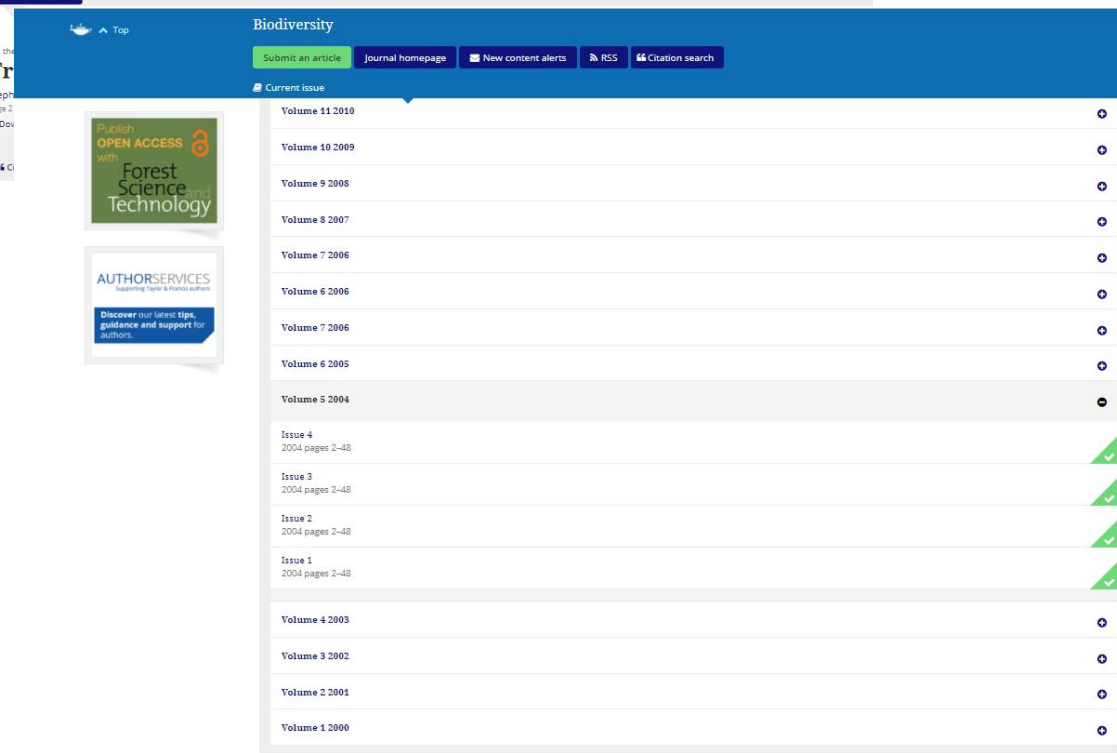 Top
Biodiversity
Submit an article
Journal homepage
New content alerts
RSS
Citation search
Current issue
Publish
OPEN ACCESS
with
Forest
Science and
Technology
AUTHORSERVICES
Supporting Taylor & Francis authors
Discover our latest tips,
guidance and support for
authors.
Volume 11 2010
Volume 10 2009
Volume 9 2008
Volume 8 2007
Volume 7 2006
Volume 6 2006
Volume 7 2006
Volume 6 2005
Volume 5 2004
Issue 4
2004 pages 2–48
Issue 3
2004 pages 2–48
Issue 2
2004 pages 2–48
Issue 1
2004 pages 2–48
Volume 4 2003
Volume 3 2002
Volume 2 2001
Volume 1 2000